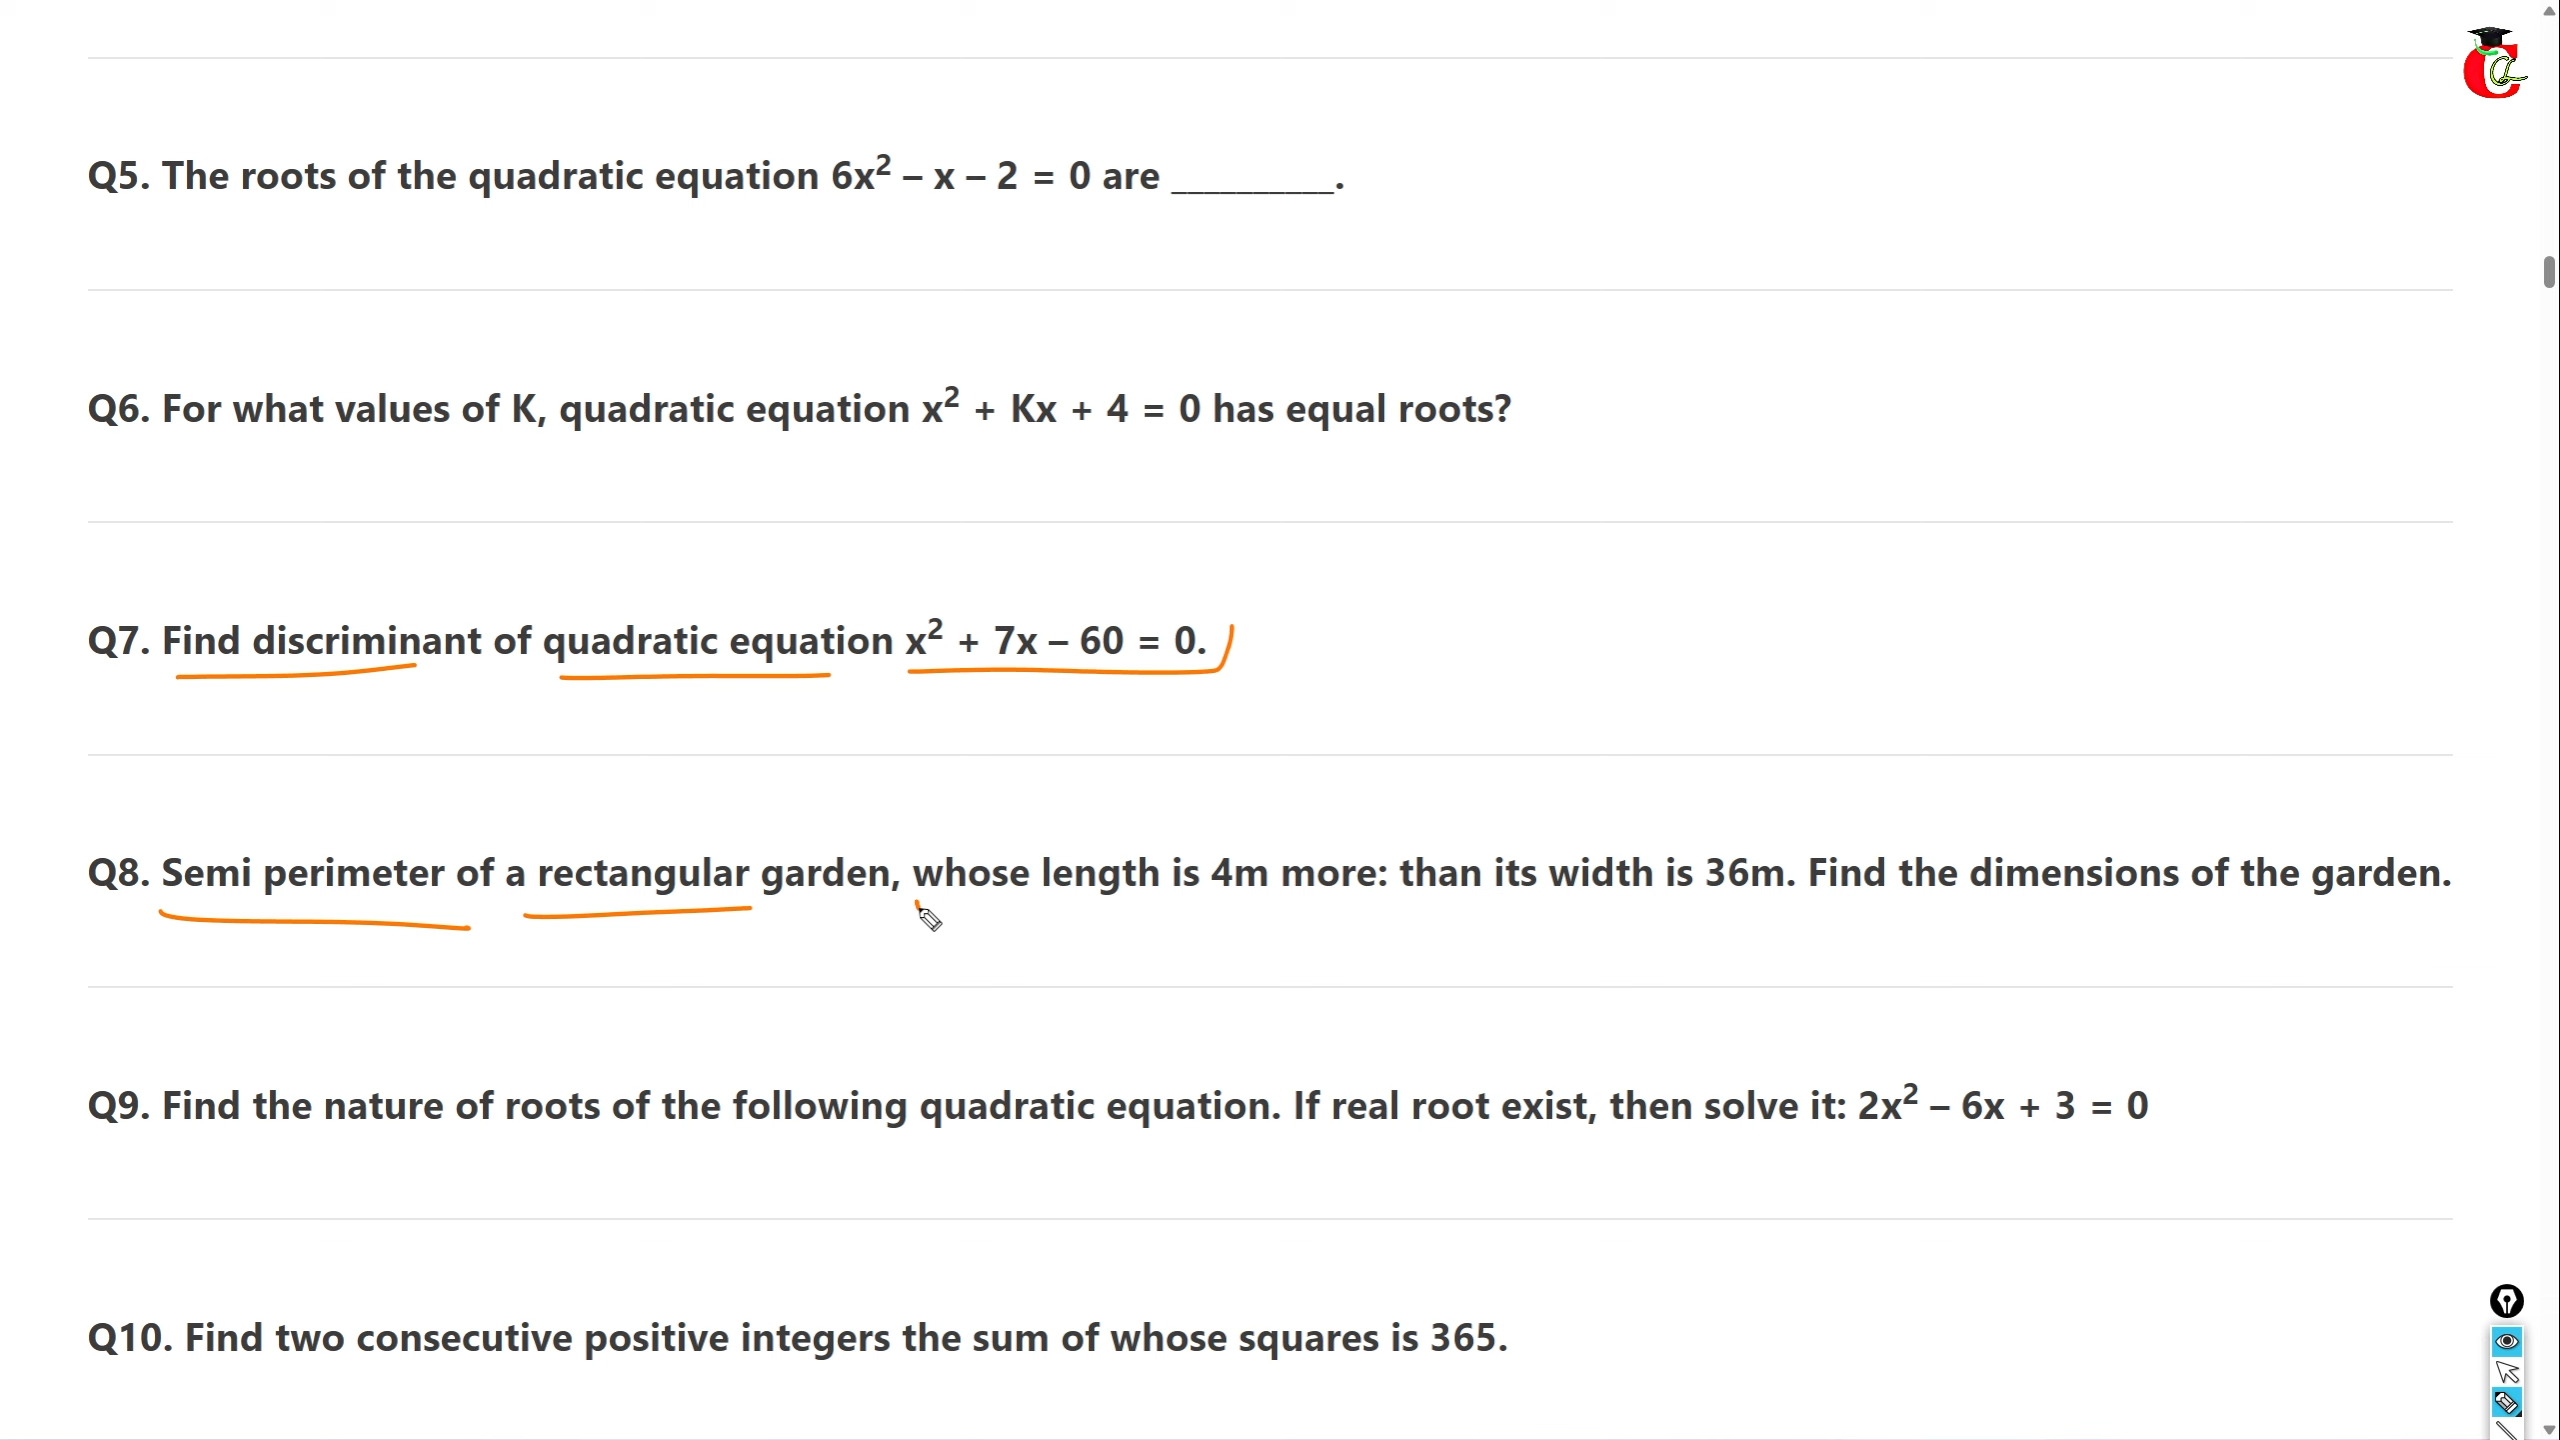 Q5. The roots of the quadratic equation 6x² – x – 2 = 0 are __________.
Q6. For what values of K, quadratic equation x² + Kx + 4 = 0 has equal roots?
Q7. Find discriminant of quadratic equation x² + 7x – 60 = 0.
Q8. Semi perimeter of a rectangular garden, whose length is 4m more: than its width is 36m. Find the dimensions of the garden.
Q9. Find the nature of roots of the following quadratic equation. If real root exist, then solve it: 2x² – 6x + 3 = 0
Q10. Find two consecutive positive integers the sum of whose squares is 365.